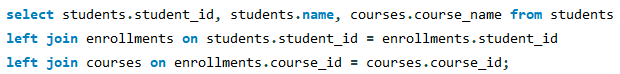 select students.student_id, students.name, courses.course_name from students
left join enrollments on students.student_id = enrollments.student_id
left join courses on enrollments.course_id = courses.course_id;